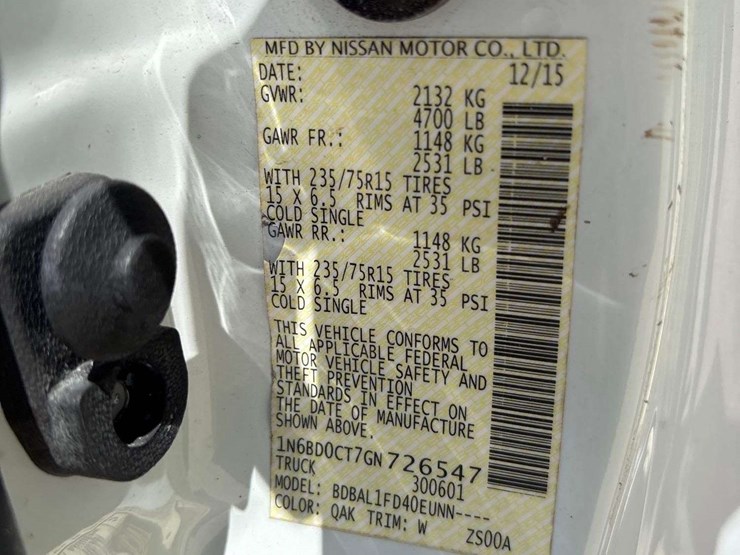 MFD BY NISSAN MOTOR CO., LTD.
DATE: 12/15
GVWR: 2132 KG
4700 LB
GAWR FR.: 1148 KG
2531 LB
WITH 235/75R15 TIRES
15 X 6.5 RIMS AT 35 PSI
COLD SINGLE
GAWR RR.: 1148 KG
2531 LB
WITH 235/75R15 TIRES
15 X 6.5 RIMS AT 35 PSI
COLD SINGLE
THIS VEHICLE CONFORMS TO
ALL APPLICABLE FEDERAL
MOTOR VEHICLE SAFETY AND
THEFT PREVENTION
STANDARDS IN EFFECT ON
THE DATE OF MANUFACTURE
SHOWN ABOVE.
1N6BD0CT7GN726547
TRUCK 300601
MODEL: BDBAL1FD40EUNN----
COLOR: QAK TRIM: W ZS00A